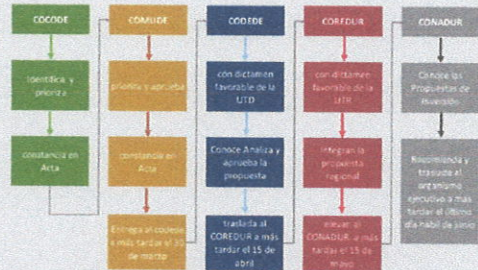 COCODE
Identifica y
prioriza
constancia en
Acta
COMUDE
prioriza y aprueba
constancia en
Acta
Entrega al codede
a más tardar el 30
de marzo
CODEDE
con dictamen
favorable de la
UTD
Conoce Analiza y
aprueba la
propuesta
traslada al
COREDUR a más
tardar el 15 de
abril
COREDUR
con dictamen
favorable de la
UTR
Integran la
propuesta
regional
elevar al
CONADUR a más
tardar el 15 de
mayo
CONADUR
Conoce las
Propuestas de
inversión
Recomienda y
traslada al
organismo
ejecutivo a más
tardar el último
día hábil de junio